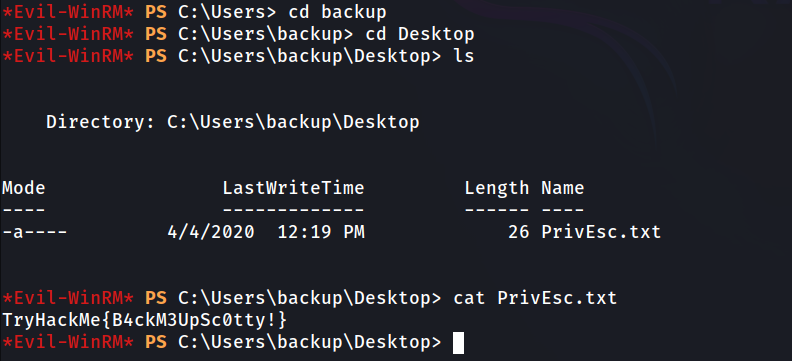 *Evil-WinRM* PS C:\Users> cd backup
*Evil-WinRM* PS C:\Users\backup> cd Desktop
*Evil-WinRM* PS C:\Users\backup\Desktop> ls
Directory: C:\Users\backup\Desktop
Mode LastWriteTime Length Name
---- ------------- ------ ----
-a---- 4/4/2020 12:19 PM 26 PrivEsc.txt
*Evil-WinRM* PS C:\Users\backup\Desktop> cat PrivEsc.txt
TryHackMe{B4ckM3UpSc0tty!}
*Evil-WinRM* PS C:\Users\backup\Desktop>